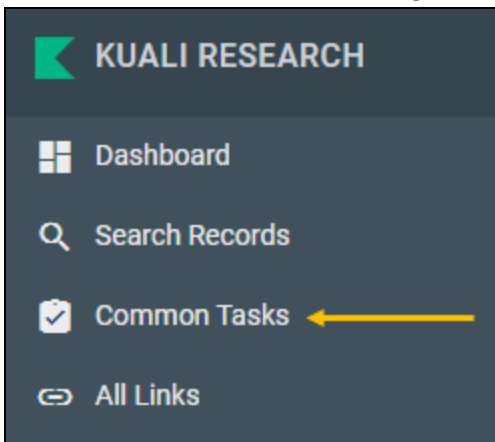 KUALI RESEARCH
Dashboard
Search Records
Common Tasks
All Links